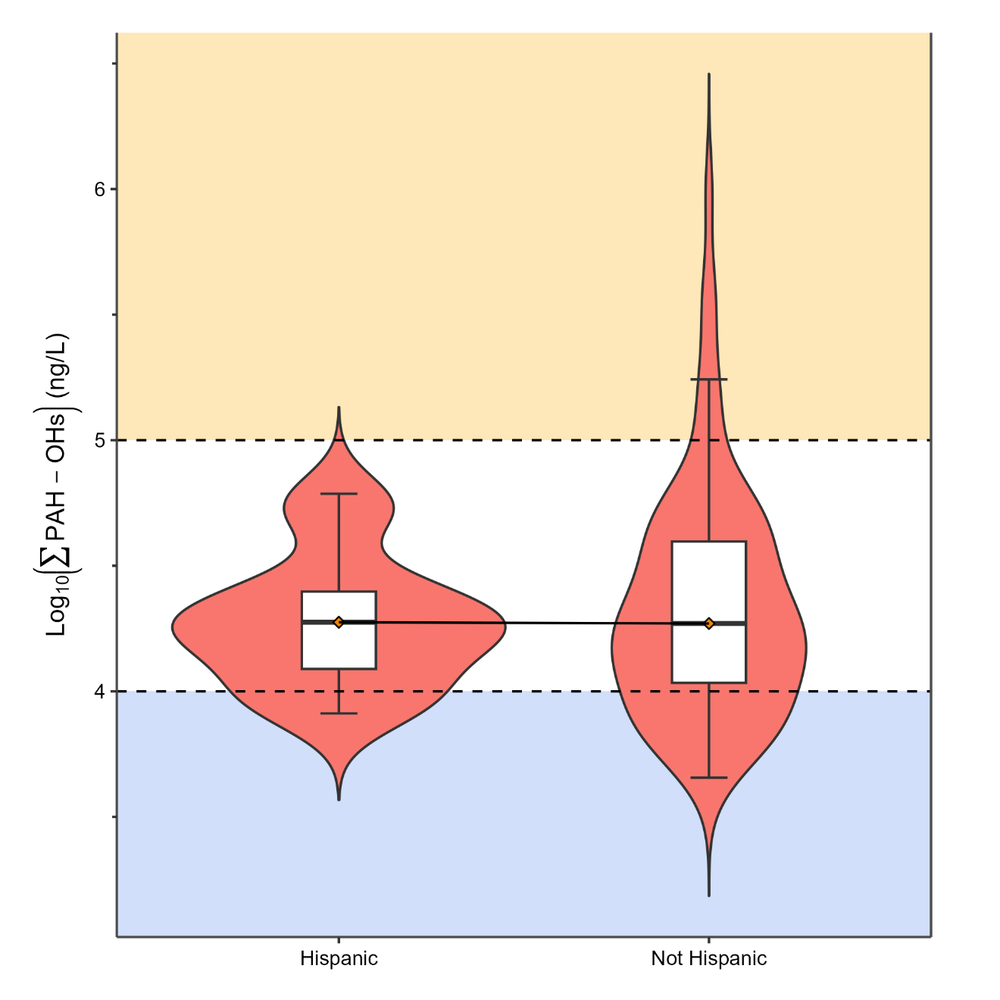 Log₁₀(∑PAH − OHs) (ng/L)
6
5
4
Hispanic
Not Hispanic